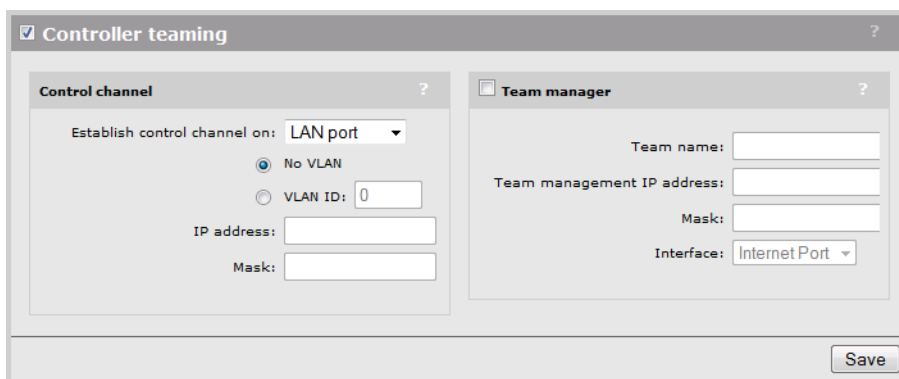 Controller teaming ?
Control channel ?
Establish control channel on: LAN port
No VLAN
VLAN ID: 0
IP address:
Mask:
Team manager ?
Team name:
Team management IP address:
Mask:
Interface: Internet Port
Save